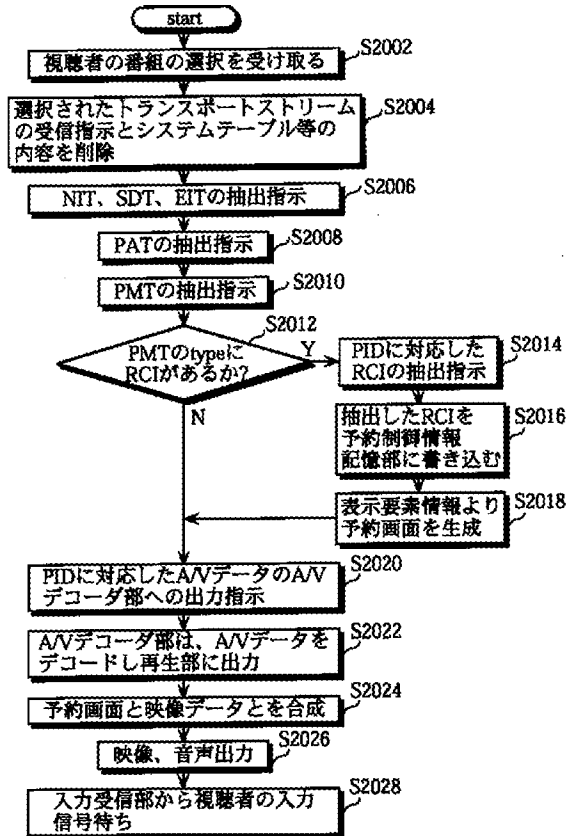 start
視聴者の番組の選択を受け取る
S2002
選択されたトランスポートストリーム
の受信指示とシステムテーブル等の
内容を削除
S2004
NIT、SDT、EITの抽出指示
S2006
PATの抽出指示
S2008
PMTの抽出指示
S2010
PMTのtypeに
RCIがあるか?
S2012
Y
N
PIDに対応した
RCIの抽出指示
S2014
抽出したRCIを
予約制御情報
記憶部に書き込む
S2016
表示要素情報より
予約画面を生成
S2018
PIDに対応したA/VデータのA/V
デコーダ部への出力指示
S2020
A/Vデコーダ部は、A/Vデータを
デコードし再生部に出力
S2022
予約画面と映像データとを合成
S2024
映像、音声出力
S2026
入力受信部から視聴者の入力
信号待ち
S2028